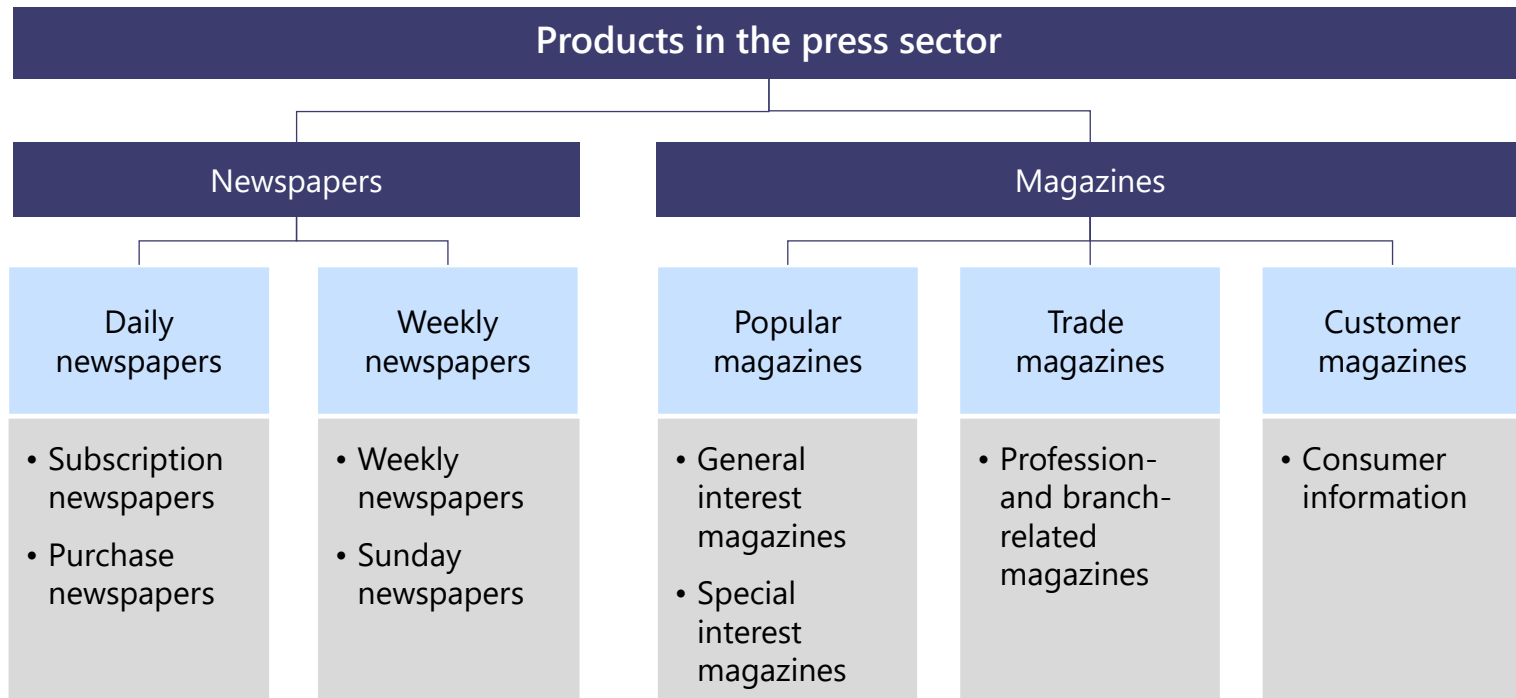 Products in the press sector
Newspapers
Magazines
Daily
newspapers
Weekly
newspapers
Popular
magazines
Trade
magazines
Customer
magazines
• Subscription
newspapers
• Purchase
newspapers
• Weekly
newspapers
• Sunday
newspapers
• General
interest
magazines
• Special
interest
magazines
• Profession-
and branch-
related
magazines
• Consumer
information